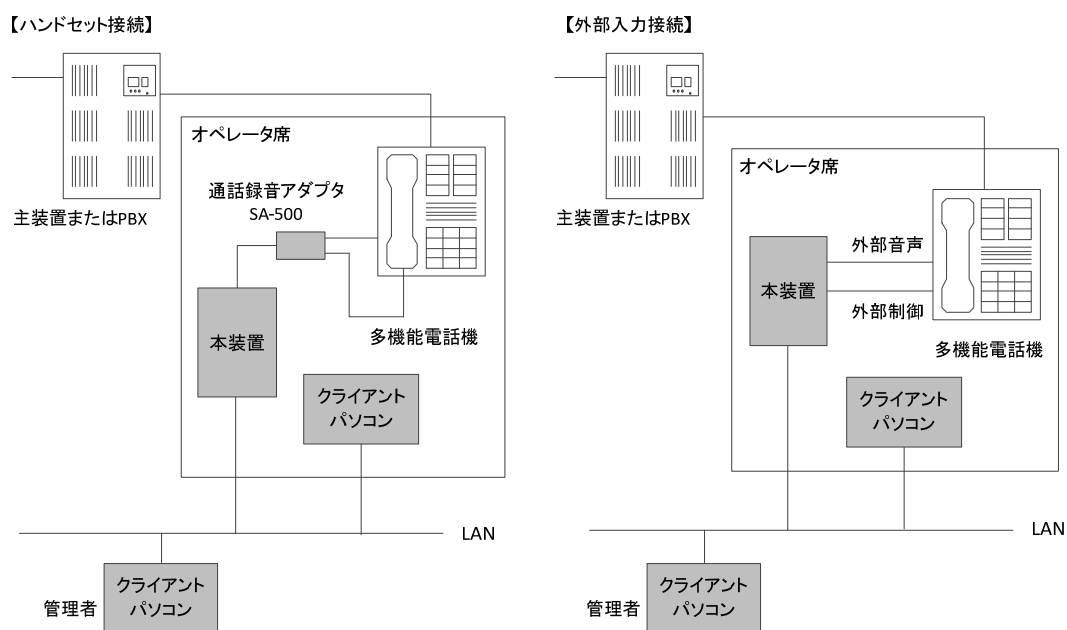 【ハンドセット接続】
オペレータ席
通話録音アダプタ
SA-500
主装置またはPBX
本装置
多機能電話機
クライアント
パソコン
LAN
クライアント
パソコン
管理者
【外部入力接続】
オペレータ席
主装置またはPBX
外部音声
本装置
外部制御
多機能電話機
クライアント
パソコン
LAN
クライアント
パソコン
管理者